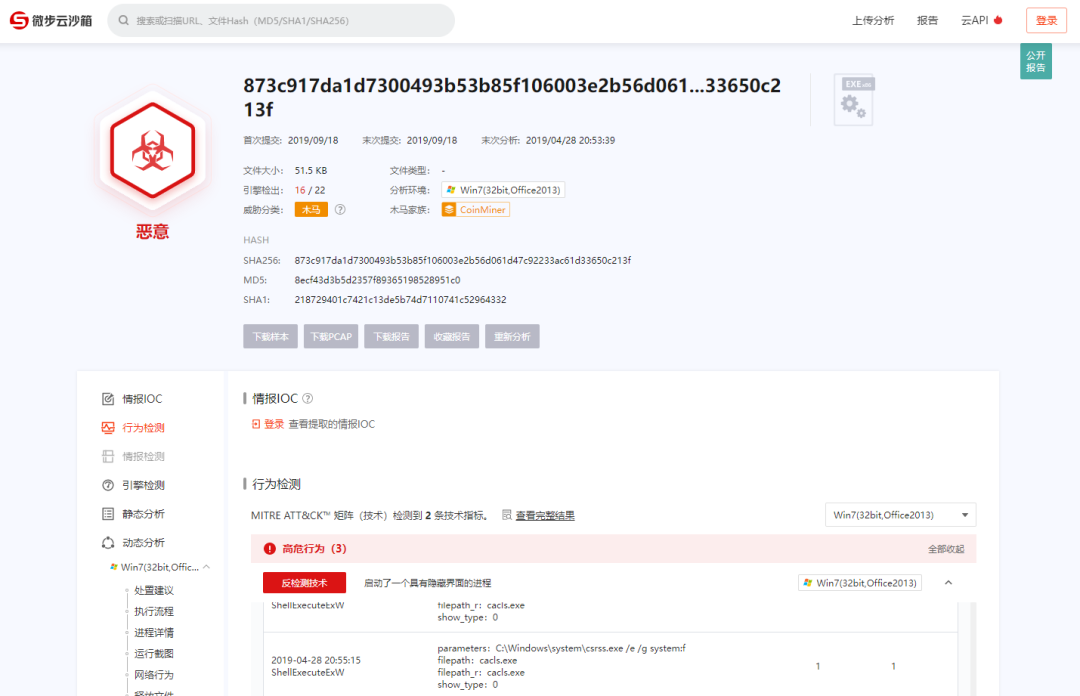 微步云沙箱
搜索或扫描URL、文件Hash（MD5/SHA1/SHA256）
上传分析 报告 云API 登录
公开
报告
EXE x86
873c917da1d7300493b53b85f106003e2b56d061...33650c2
13f
首次提交: 2019/09/18 末次提交: 2019/09/18 末次分析: 2019/04/28 20:53:39
文件大小: 51.5 KB 文件类型: -
引擎检出: 16 / 22 分析环境: Win7(32bit,Office2013)
威胁分类: 木马 ? 木马家族: CoinMiner
恶意
HASH
SHA256: 873c917da1d7300493b53b85f106003e2b56d061d47c92233ac61d33650c213f
MD5: 8ecf43d3b5d2357f89365198528951c0
SHA1: 218729401c7421c13de5b74d7110741c52964332
下载样本 下载PCAP 下载报告 收藏报告 重新分析
情报IOC
行为检测
情报检测
引擎检测
静态分析
动态分析
Win7(32bit,Offic...
处置建议
执行流程
进程详情
运行截图
网络行为
释放文件
情报IOC ?
登录 查看提取的情报IOC
行为检测
MITRE ATT&CK™ 矩阵（技术）检测到 2 条技术指标。 查看完整结果
Win7(32bit,Office2013)
高危行为（3） 全部收起
反检测技术 启动了一个具有隐藏界面的进程 Win7(32bit,Office2013)
ShellExecuteExW filepath_r: cacls.exe
show_type: 0
parameters: C:\Windows\system\csrss.exe /e /g system:f
2019-04-28 20:55:15 filepath: cacls.exe 1 1
ShellExecuteExW filepath_r: cacls.exe
show_type: 0